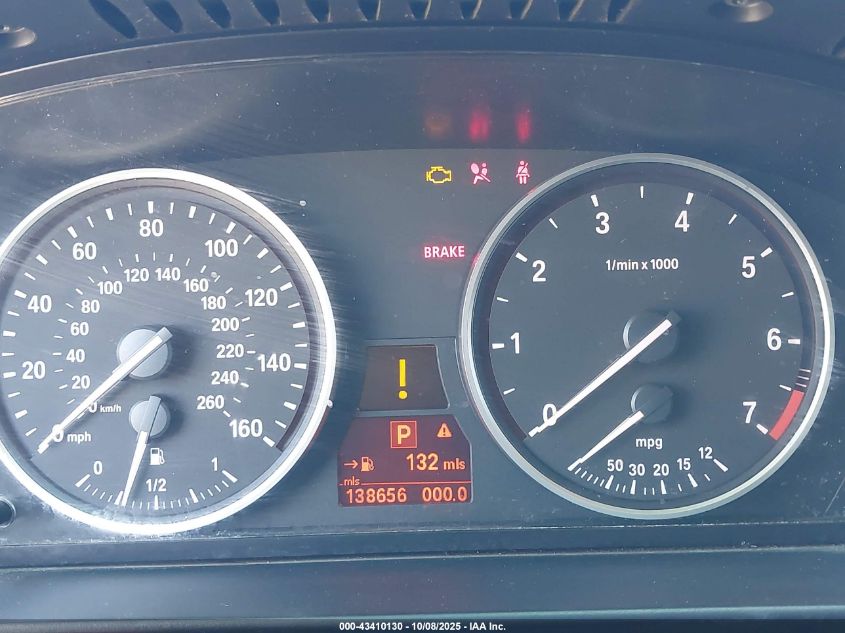 20 40 60 80 100 120 140 160
0 mph
20 40 60 80 100 120 140 160 180 200 220 240 260
0 km/h
0 1/2 1
mls
BRAKE
!
P
132 mls
mls
138656 000.0
0 1 2 3 4 5 6 7
1/min x 1000
mpg
50 30 20 15 12
000-43410130 - 10/08/2025 - IAA Inc.